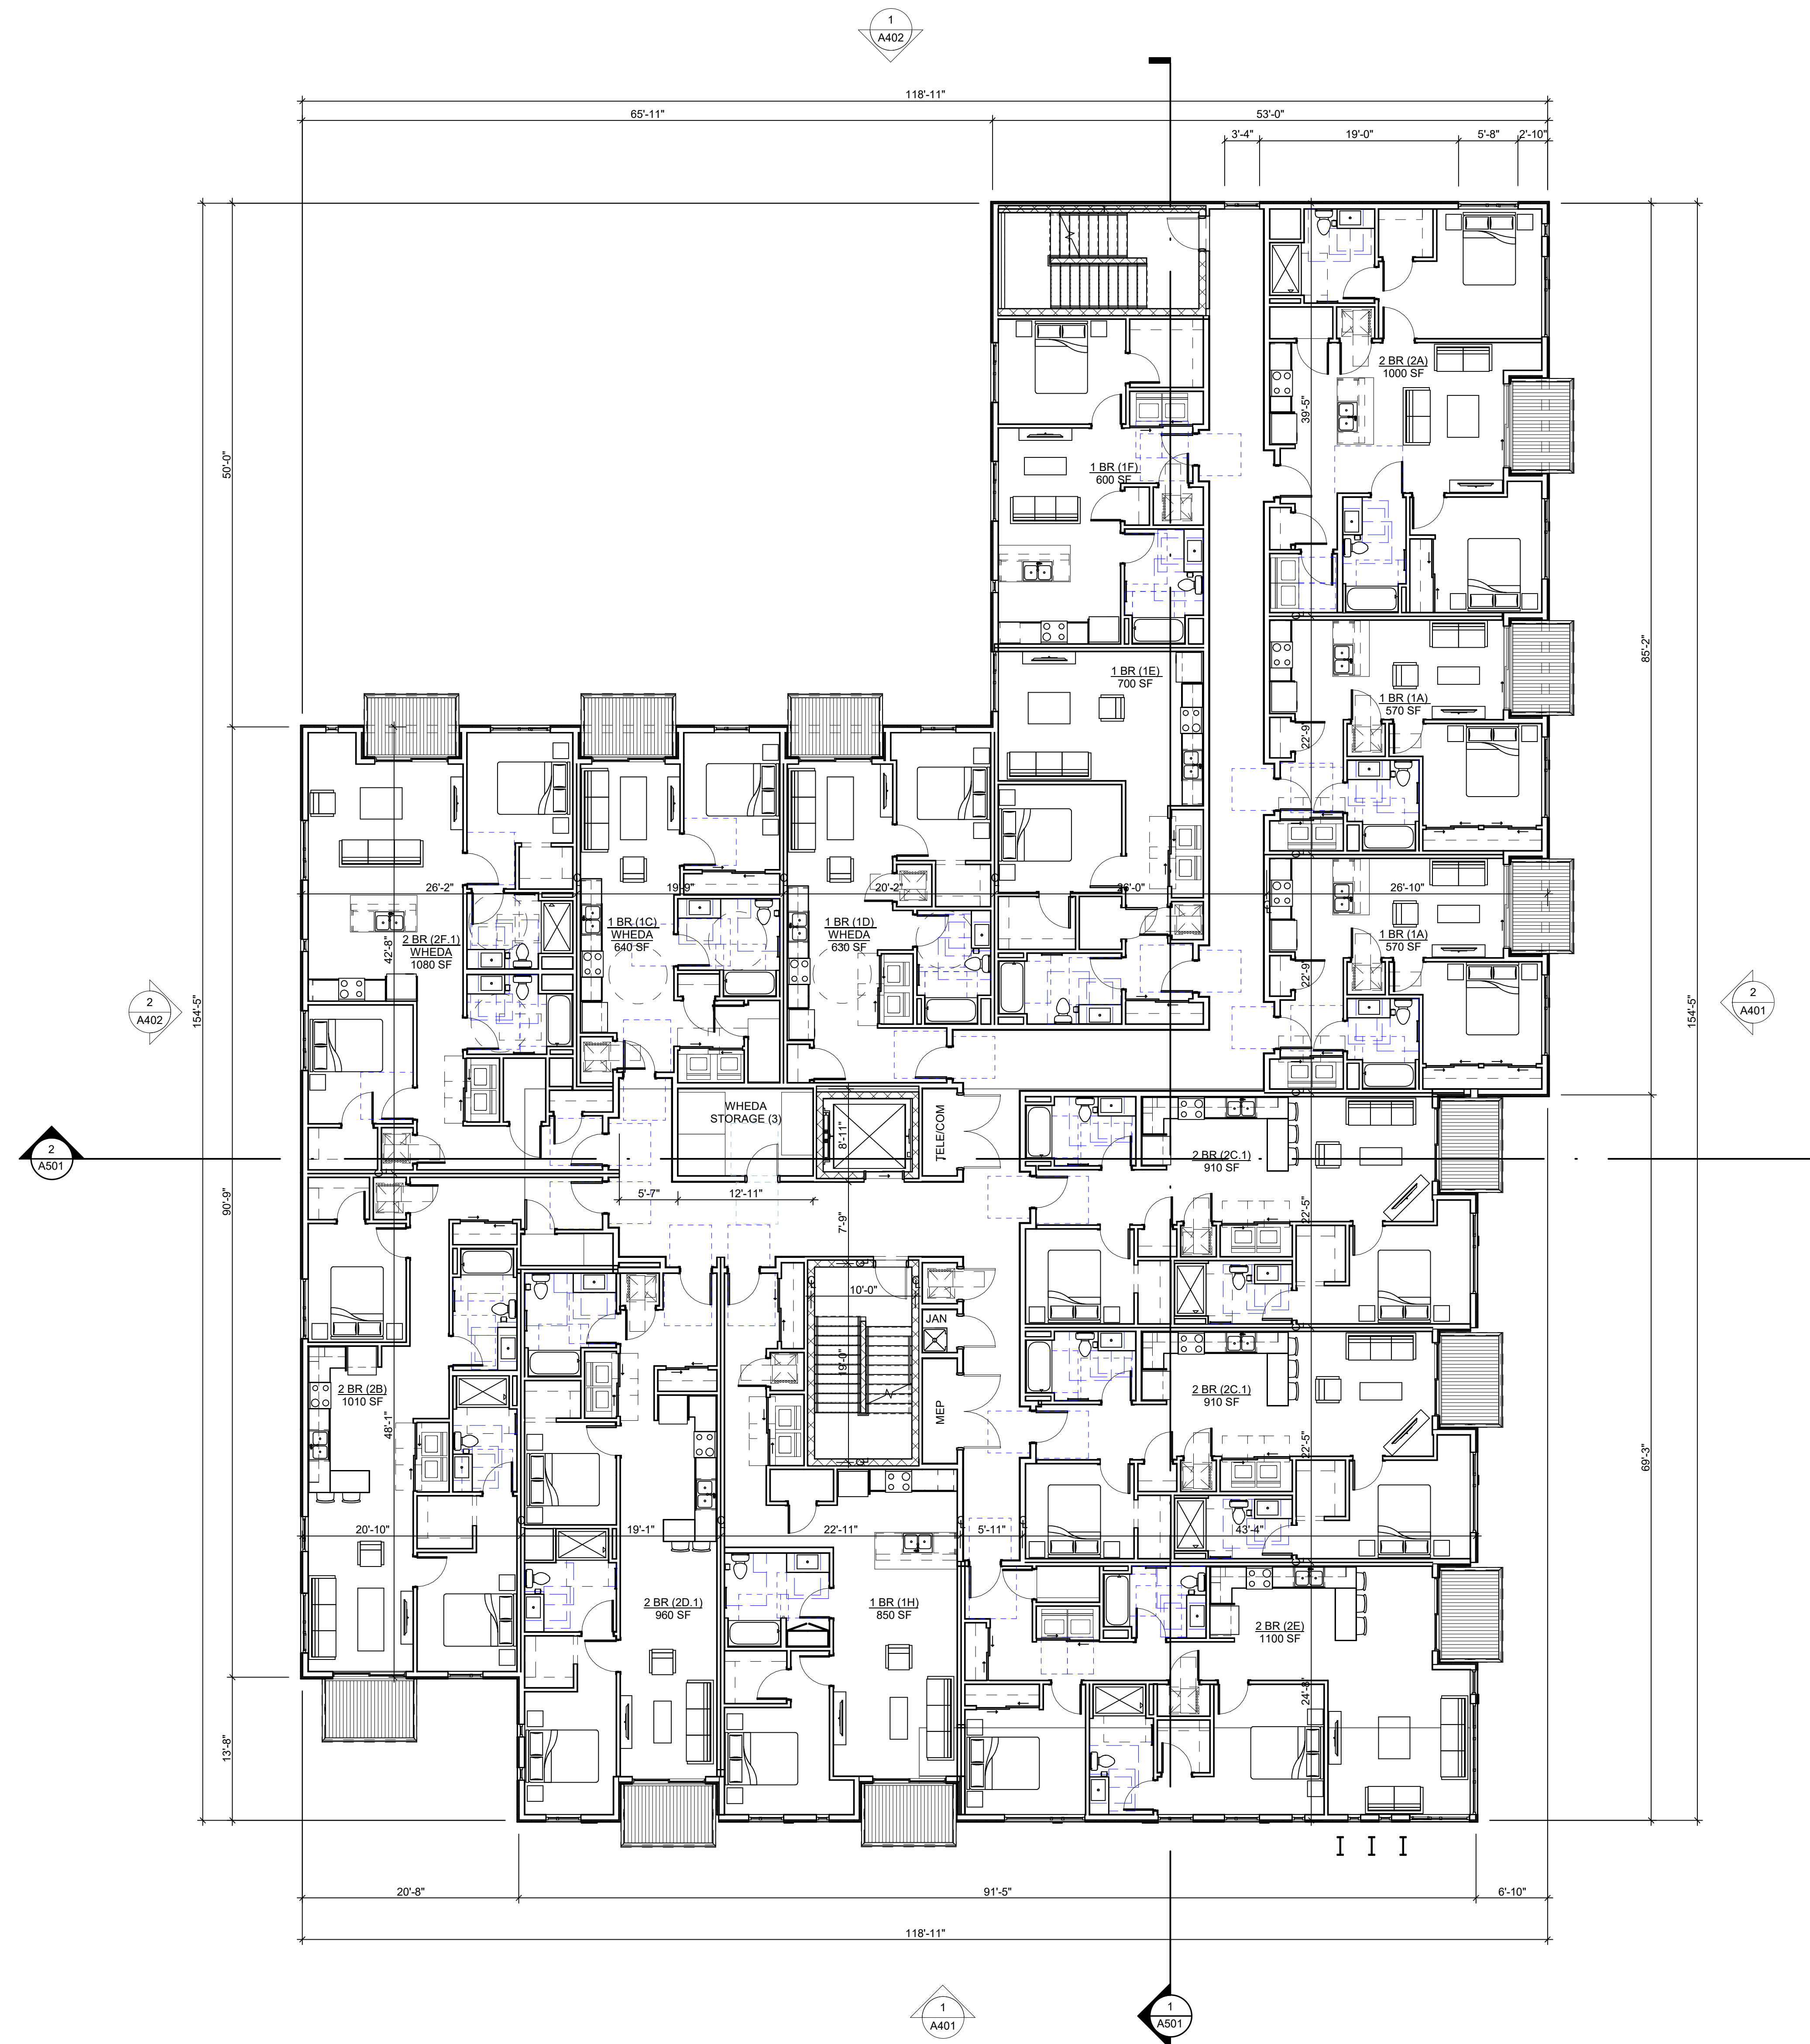 1
A402
118'-11"
65'-11"
53'-0"
3'-4"
19'-0"
5'-8"
2'-10"
2 BR (2A)
1000 SF
39'-5"
50'-0"
1 BR (1F)
600 SF
85'-2"
1 BR (1E)
700 SF
1 BR (1A)
570 SF
22'-9"
26'-2"
19'-9"
20'-2"
26'-0"
26'-10"
1 BR (1C)
WHEDA
640 SF
1 BR (1D)
WHEDA
630 SF
1 BR (1A)
570 SF
22'-9"
2 BR (2F.1)
WHEDA
1080 SF
42'-8"
2
A402
154'-5"
154'-5"
2
A401
WHEDA
STORAGE (3)
8'-11"
TELE/COM
2 BR (2C.1)
910 SF
2
A501
90'-9"
5'-7"
12'-11"
7'-9"
22'-5"
10'-0"
JAN
19'-0"
2 BR (2B)
1010 SF
48'-1"
MEP
2 BR (2C.1)
910 SF
22'-5"
69'-3"
20'-10"
19'-1"
22'-11"
5'-11"
43'-4"
2 BR (2D.1)
960 SF
1 BR (1H)
850 SF
2 BR (2E)
1100 SF
24'-8"
13'-8"
20'-8"
91'-5"
6'-10"
118'-11"
1
A401
1
A501